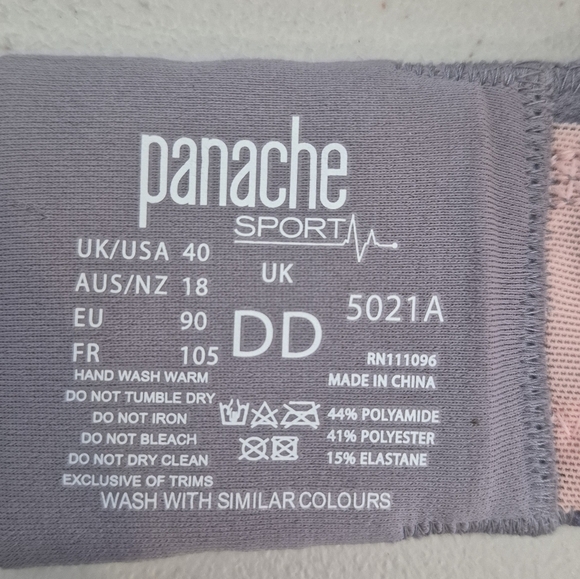 panache
SPORT
UK/USA 40
AUS/NZ 18
EU 90
FR 105
UK
DD
5021A
RN111096
MADE IN CHINA
HAND WASH WARM
DO NOT TUMBLE DRY
DO NOT IRON
DO NOT BLEACH
DO NOT DRY CLEAN
EXCLUSIVE OF TRIMS
44% POLYAMIDE
41% POLYESTER
15% ELASTANE
WASH WITH SIMILAR COLOURS